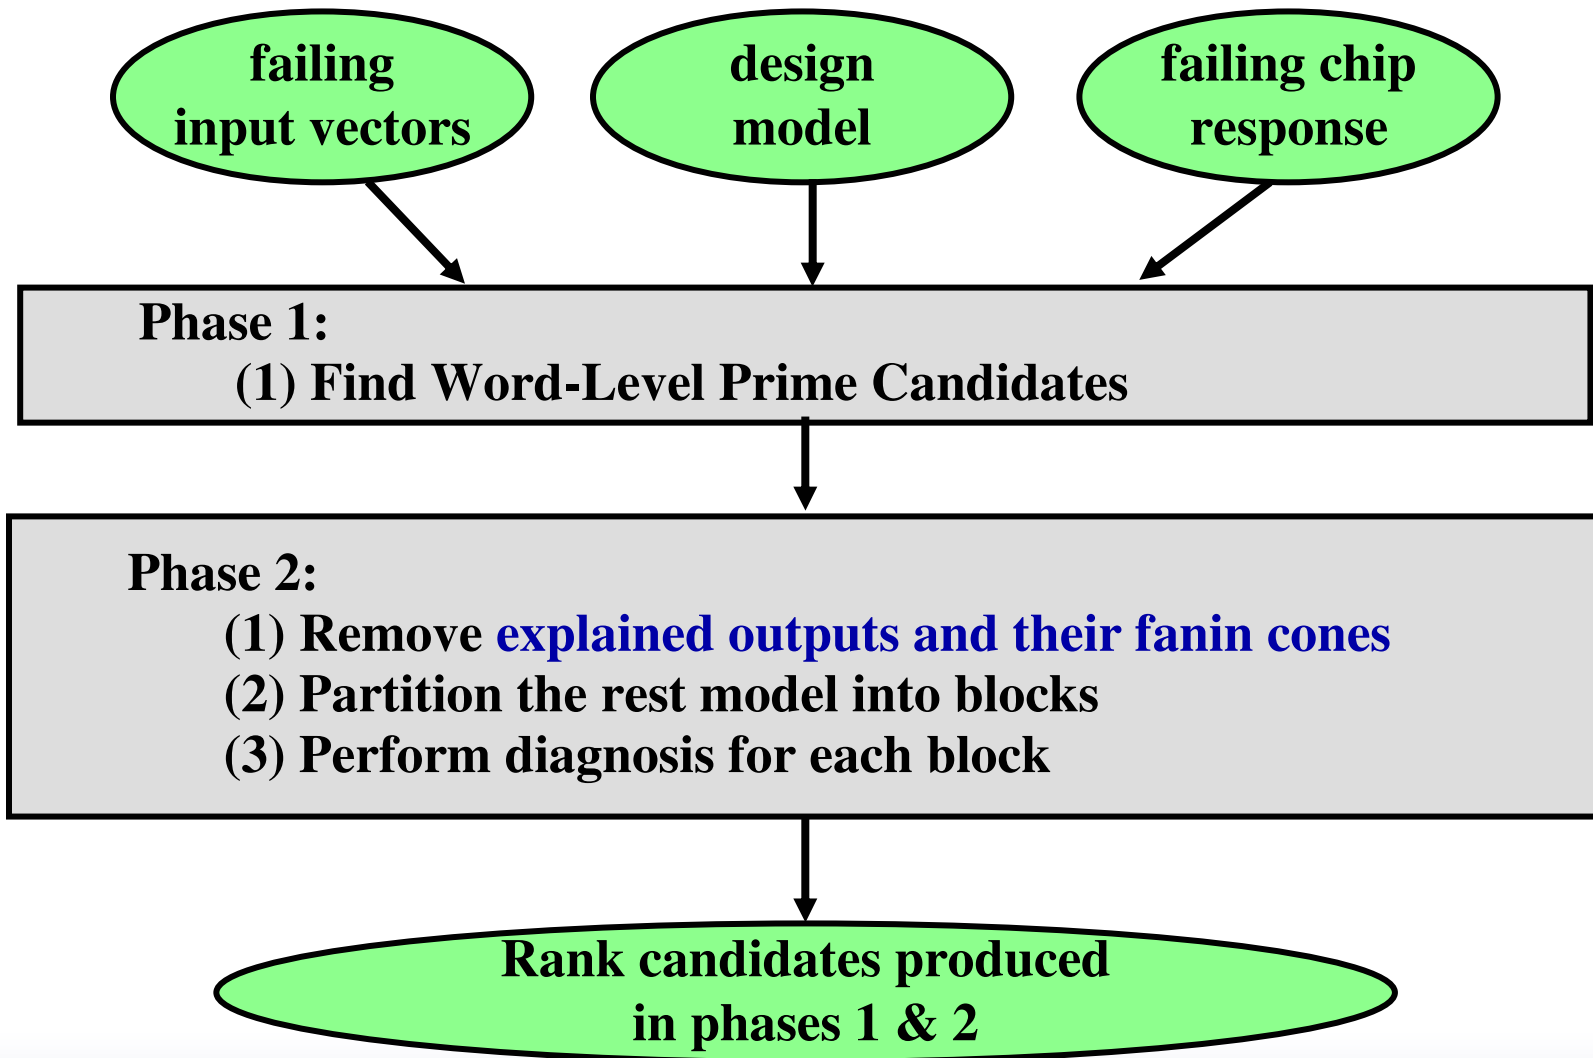 failing
input vectors
design
model
failing chip
response
Phase 1:
(1) Find Word-Level Prime Candidates
Phase 2:
(1) Remove explained outputs and their fanin cones
(2) Partition the rest model into blocks
(3) Perform diagnosis for each block
Rank candidates produced
in phases 1 & 2